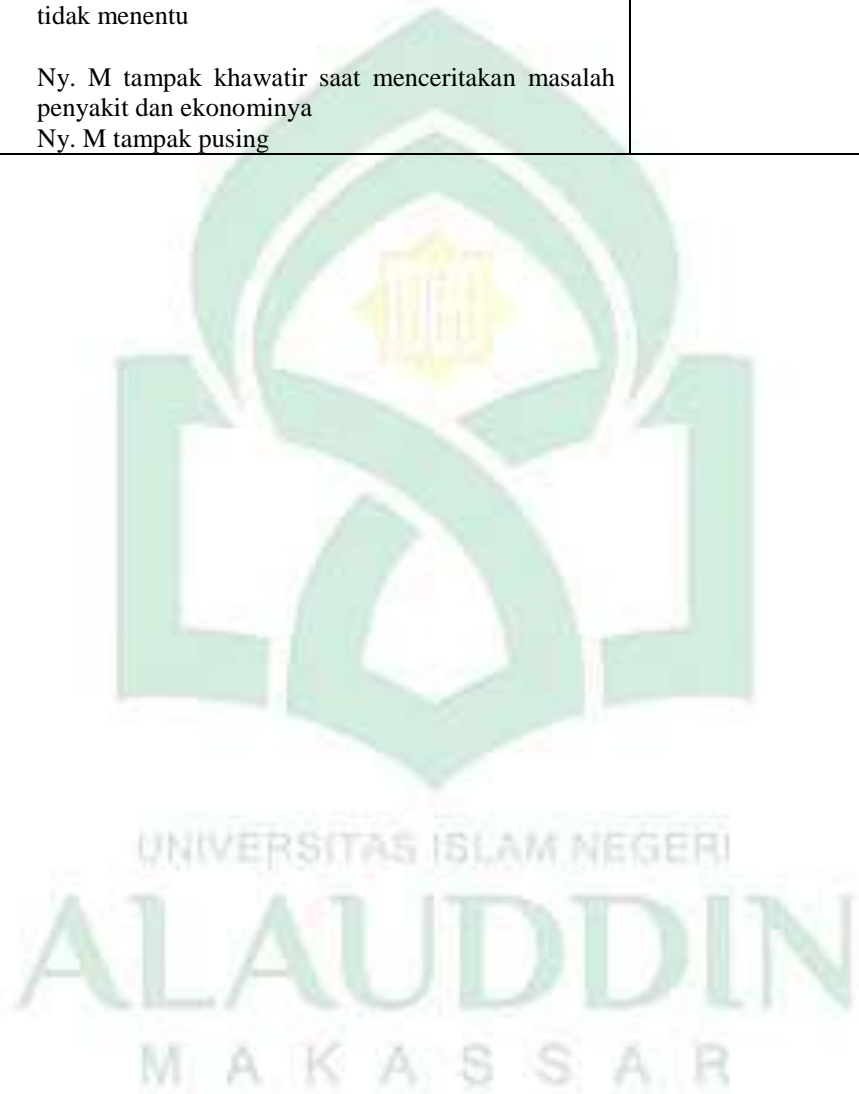 tidak menentu
Ny. M tampak khawatir saat menceritakan masalah
penyakit dan ekonominya
Ny. M tampak pusing
UNIVERSITAS ISLAM NEGERI
ALAUDDIN
MAKASSAR